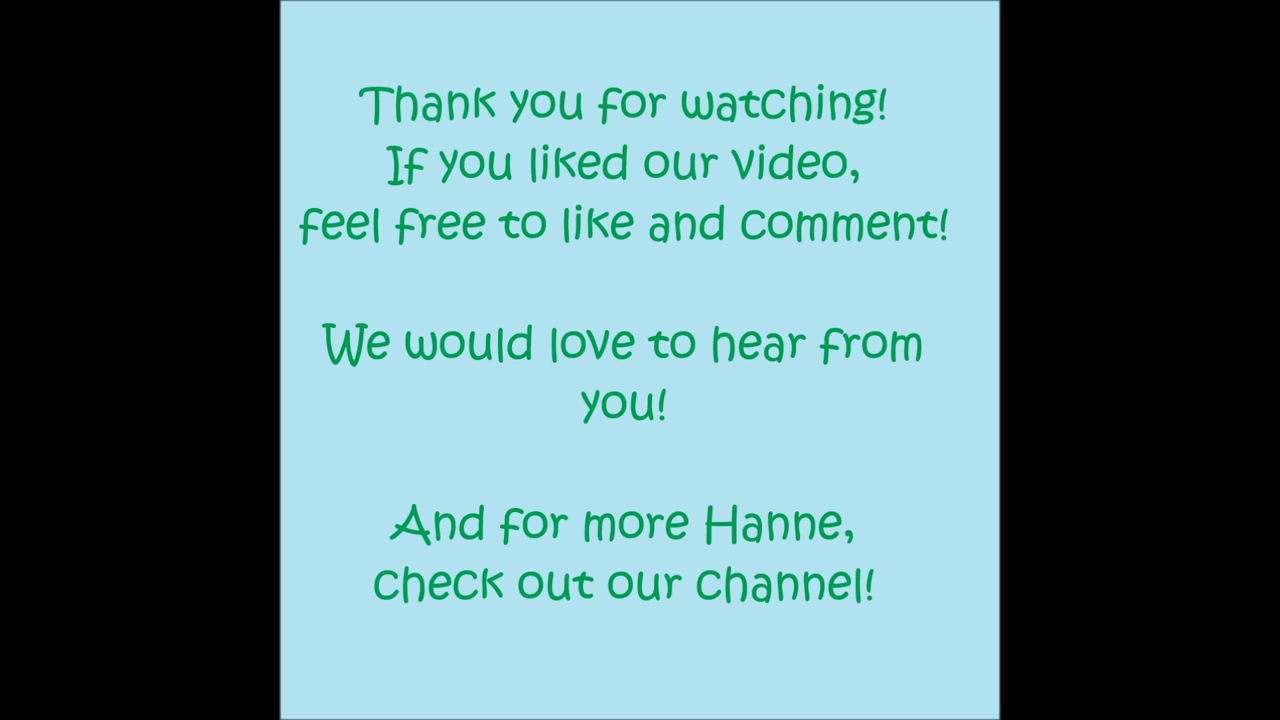 Thank you for watching!
If you liked our video,
feel free to like and comment!
We would love to hear from
you!
And for more Hanne,
check out our channel!